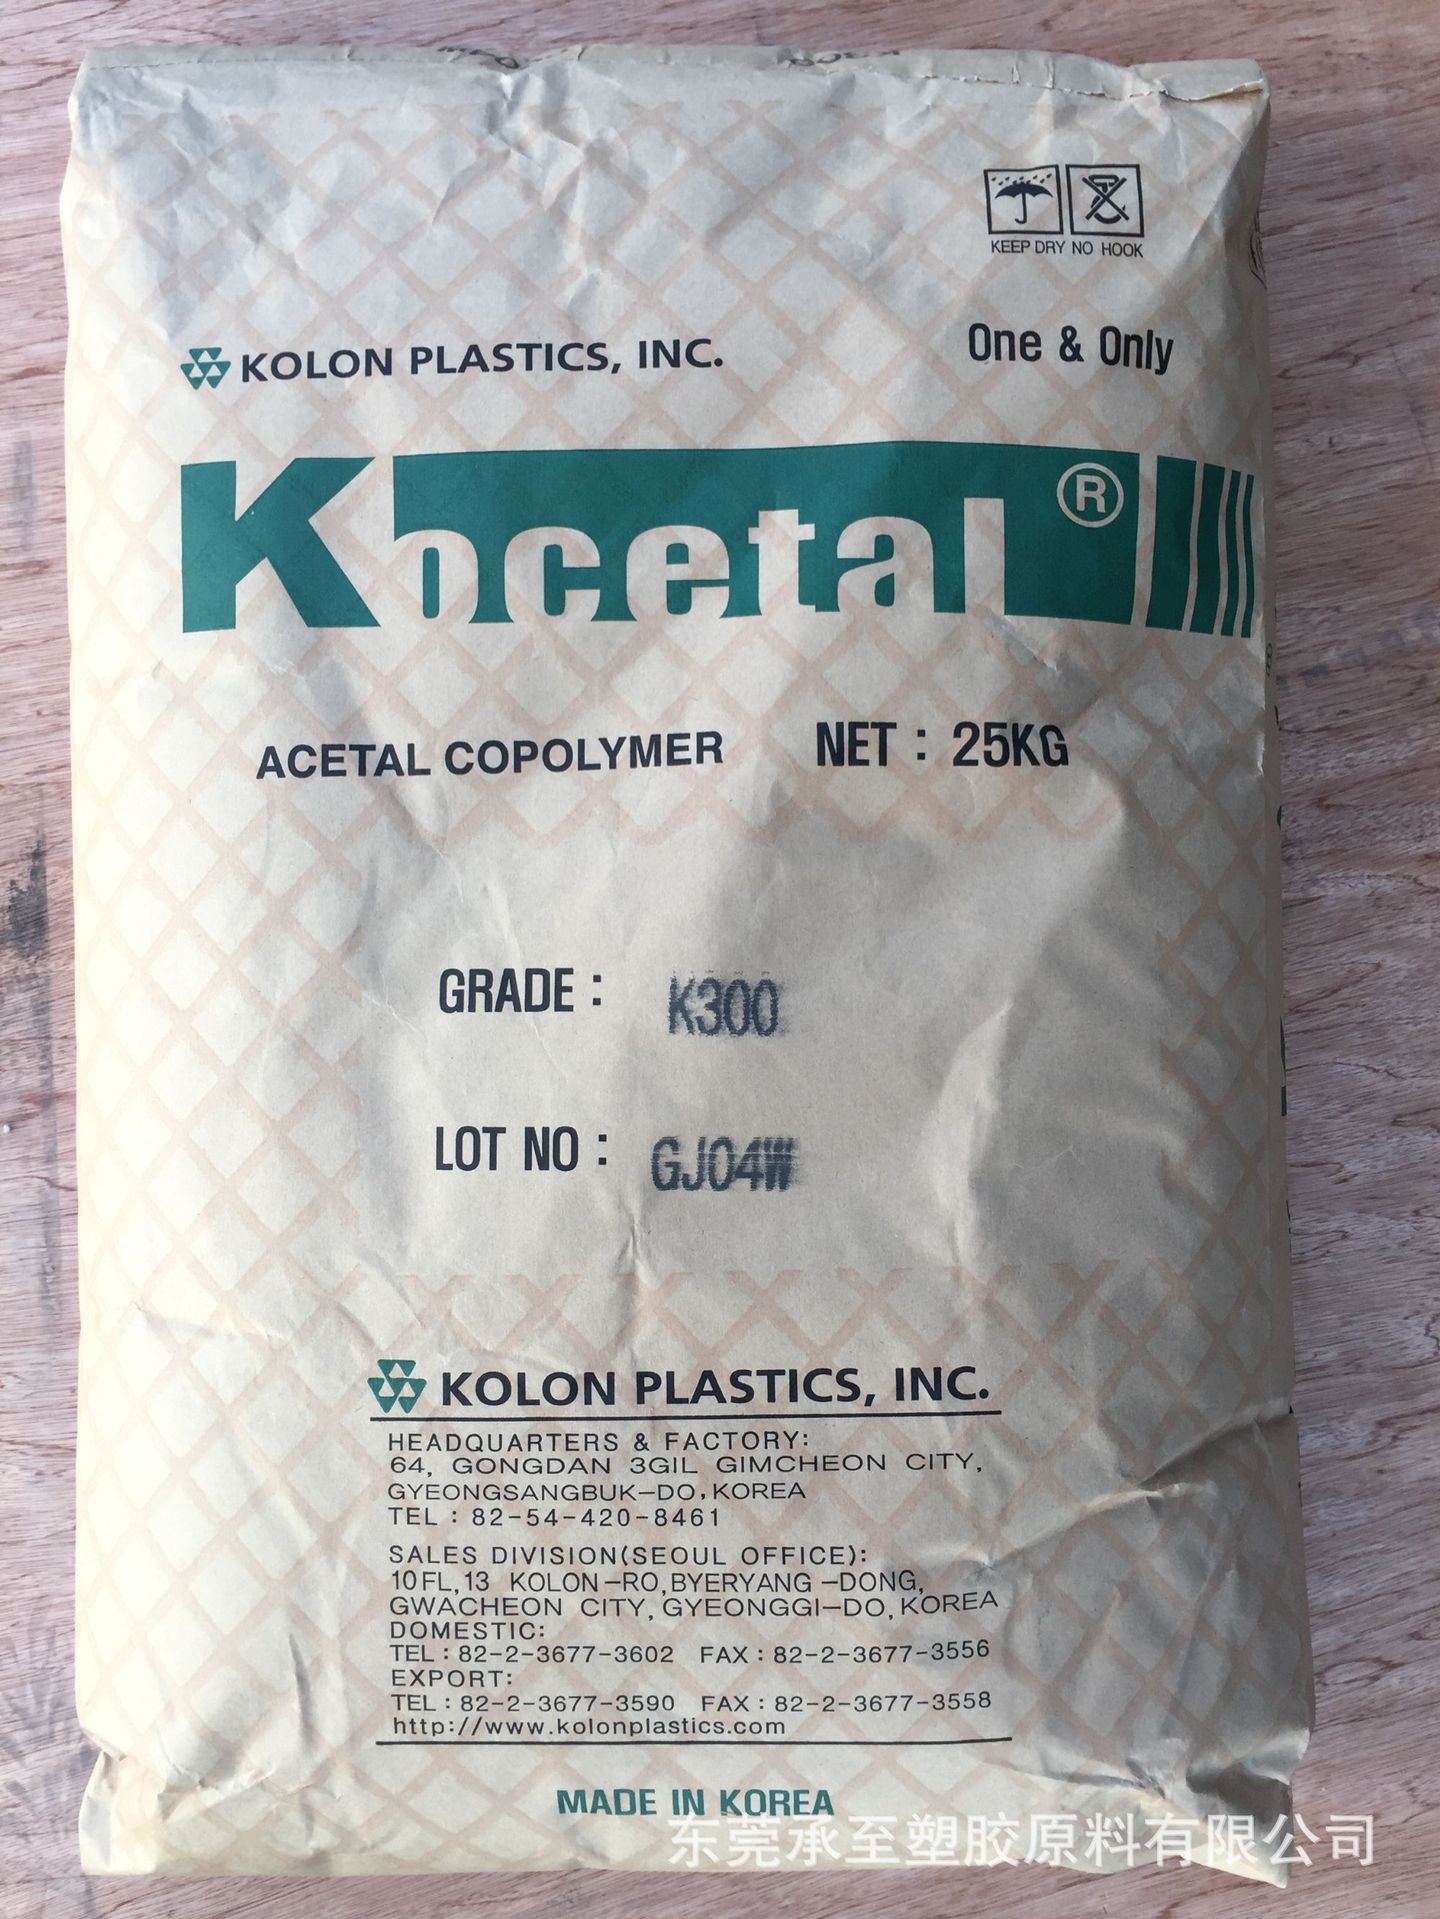 KEEP DRY NO HOOK
KOLON PLASTICS, INC.
One & Only
Kocetal®
ACETAL COPOLYMER NET : 25KG
GRADE : K300
LOT NO : GJ04W
KOLON PLASTICS, INC.
HEADQUARTERS & FACTORY:
64, GONGDAN 3GIL GIMCHEON CITY,
GYEONGSANGBUK-DO, KOREA
TEL : 82-54-420-8461
SALES DIVISION(SEOUL OFFICE):
10FL, 13 KOLON-RO, BYERYANG-DONG,
GWACHEON CITY, GYEONGGI-DO, KOREA
DOMESTIC:
TEL : 82-2-3677-3602 FAX : 82-2-3677-3556
EXPORT:
TEL : 82-2-3677-3590 FAX : 82-2-3677-3558
http://www.kolonplastics.com
MADE IN KOREA
东莞承至塑胶原料有限公司